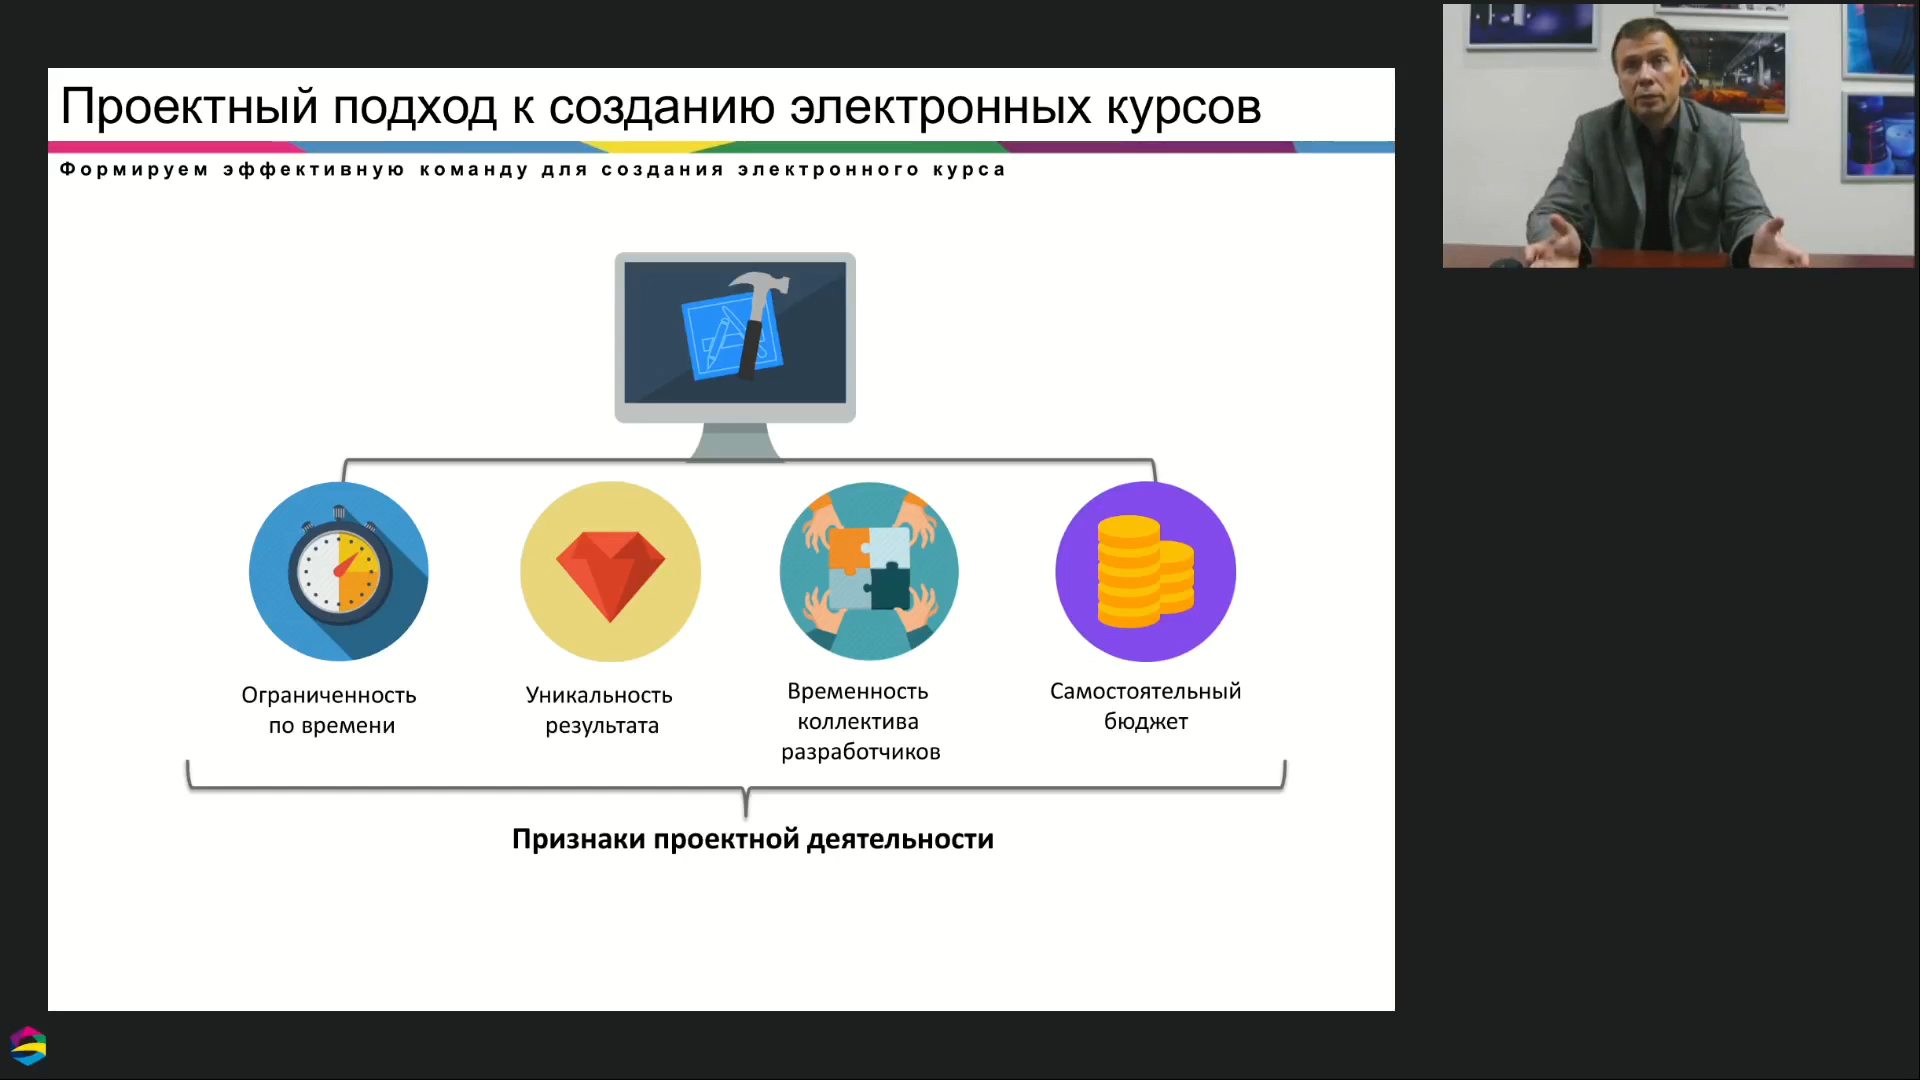 Проектный подход к созданию электронных курсов
Формируем эффективную команду для создания электронного курса
Ограниченность
по времени
Уникальность
результата
Временность
коллектива
разработчиков
Самостоятельный
бюджет
Признаки проектной деятельности